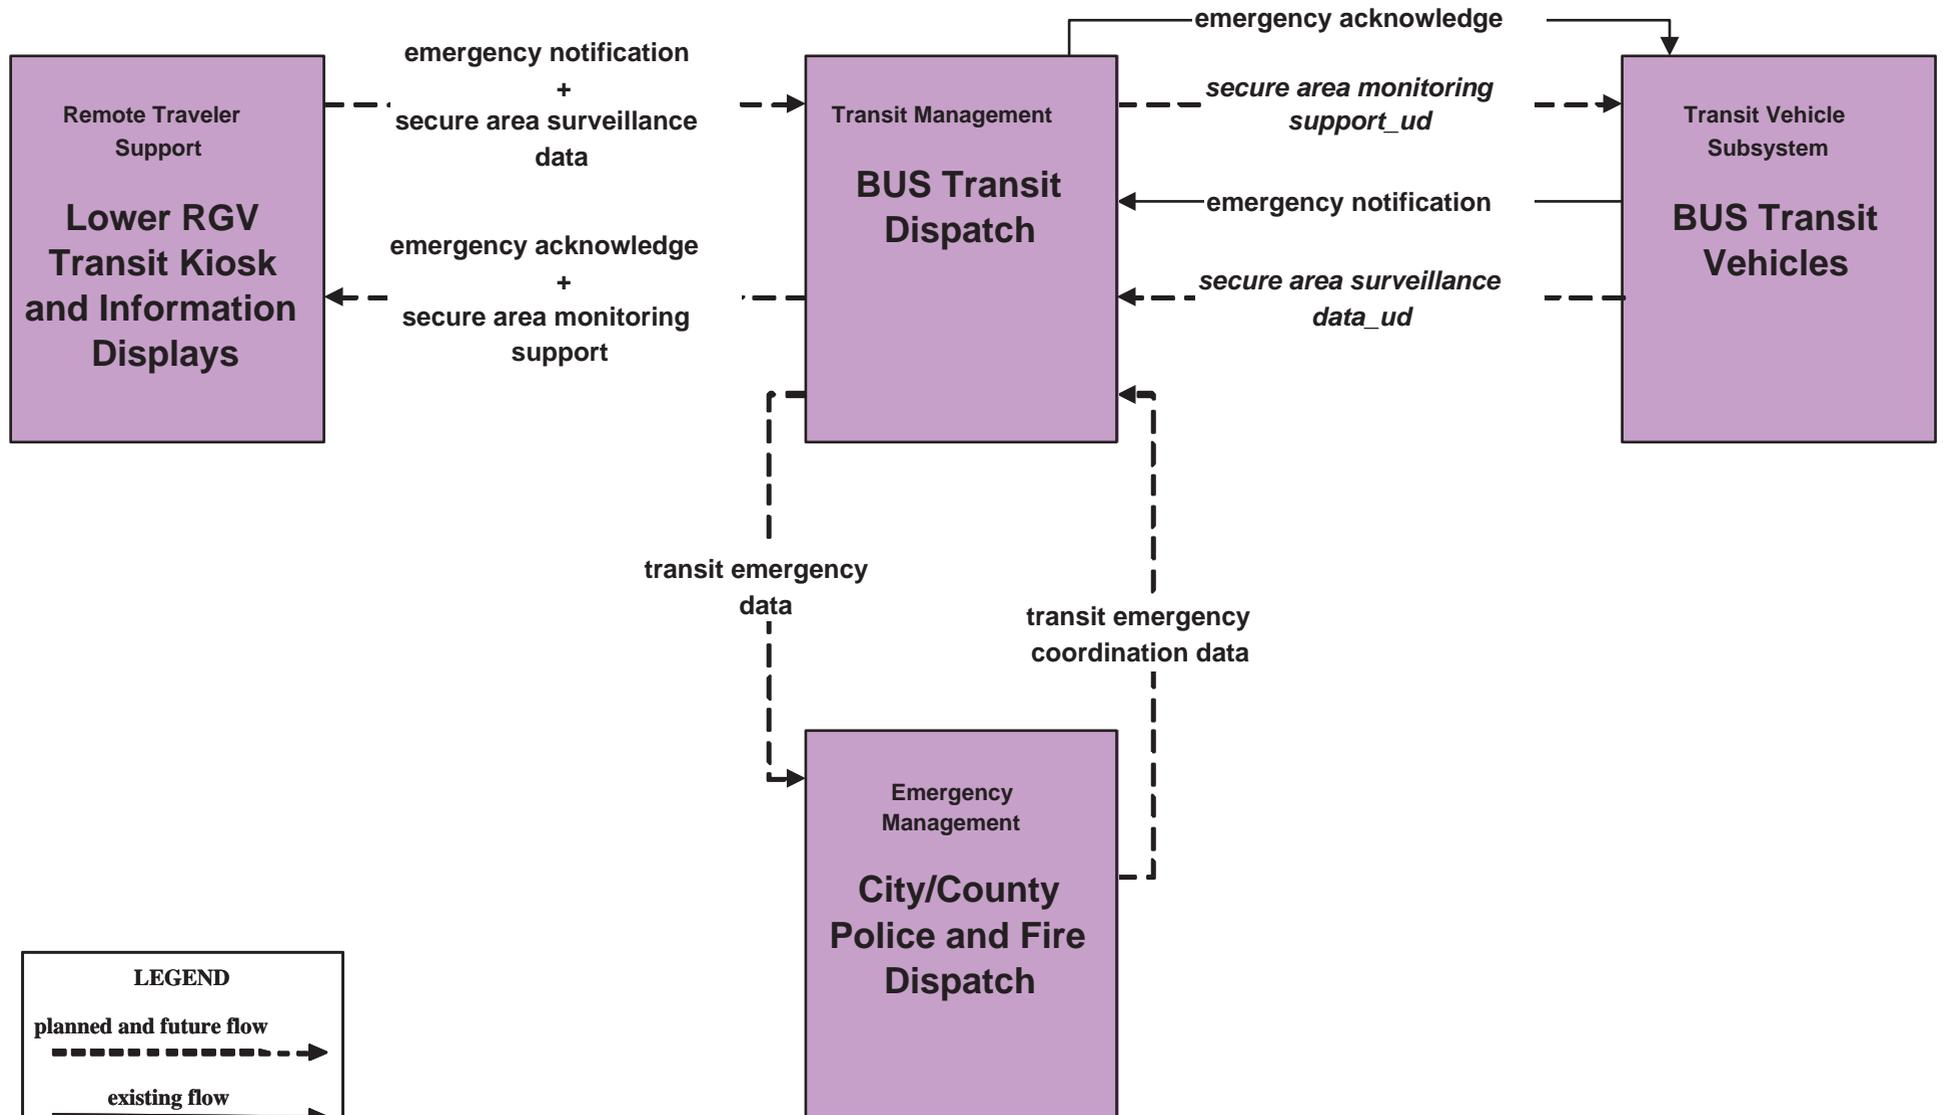 emergency acknowledge
emergency notification
+
secure area surveillance
data
secure area monitoring
support_ud
Remote Traveler
Support
Lower RGV
Transit Kiosk
and Information
Displays
Transit Management
BUS Transit
Dispatch
Transit Vehicle
Subsystem
BUS Transit
Vehicles
emergency notification
emergency acknowledge
+
secure area monitoring
support
secure area surveillance
data_ud
transit emergency
data
transit emergency
coordination data
Emergency
Management
City/County
Police and Fire
Dispatch
LEGEND
planned and future flow
existing flow